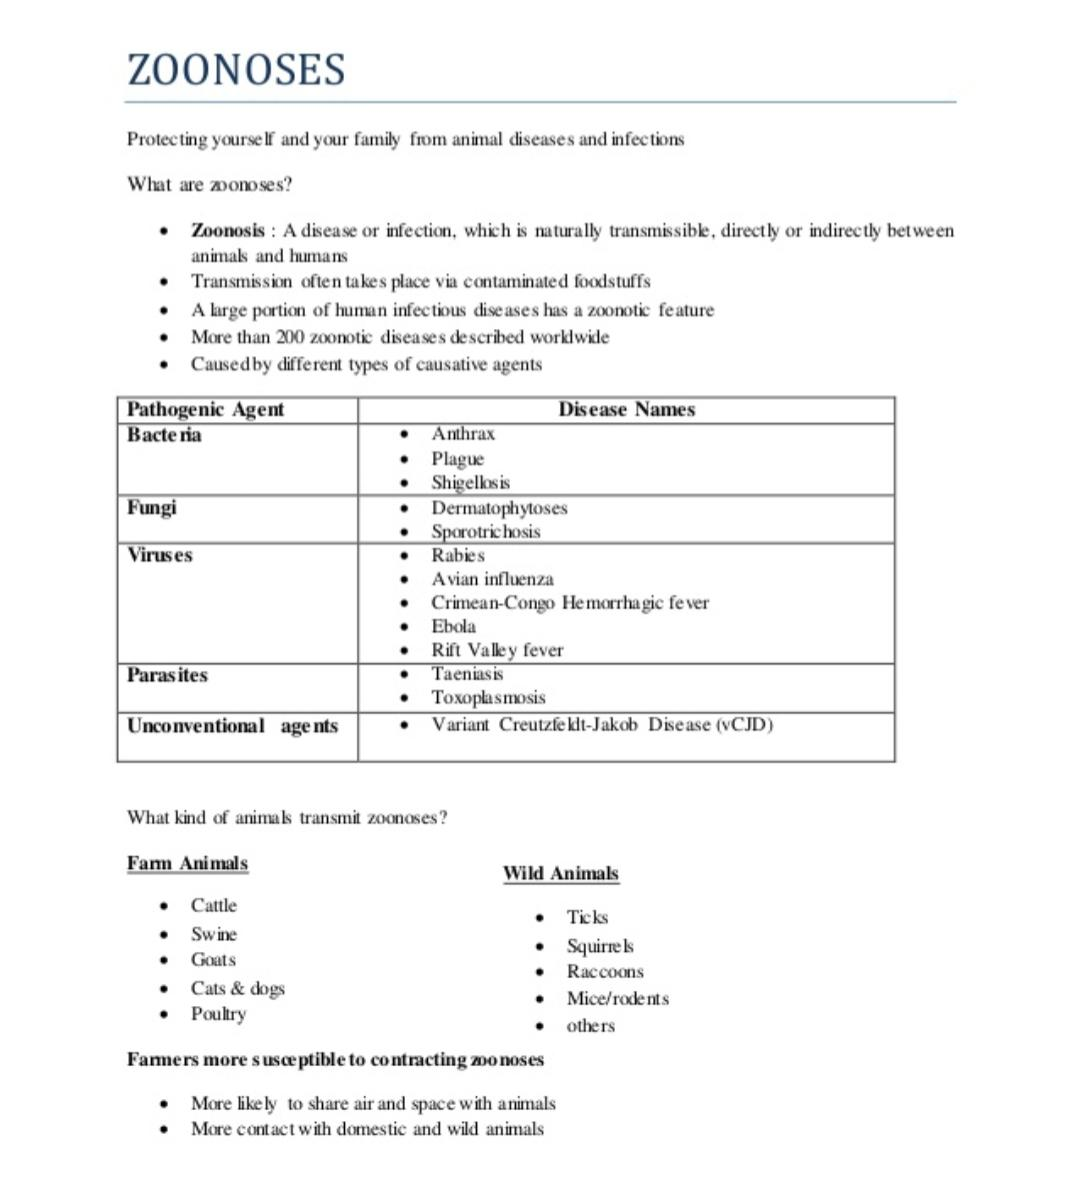 ZOONOSES
Protecting yourself and your family from animal diseases and infections
What are zoonoses?
• Zoonosis : A disease or infection, which is naturally transmissible, directly or indirectly between
animals and humans
• Transmission often takes place via contaminated foodstuffs
• A large portion of human infectious diseases has a zoonotic feature
• More than 200 zoonotic diseases described worldwide
• Caused by different types of causative agents
Pathogenic Agent Disease Names
Bacteria • Anthrax
• Plague
• Shigellosis
Fungi • Dermatophytoses
• Sporotrichosis
Viruses • Rabies
• Avian influenza
• Crimean-Congo Hemorrhagic fever
• Ebola
• Rift Valley fever
Parasites • Taeniasis
• Toxoplasmosis
Unconventional agents • Variant Creutzfeldt-Jakob Disease (vCJD)
What kind of animals transmit zoonoses?
Farm Animals
• Cattle
• Swine
• Goats
• Cats & dogs
• Poultry
Wild Animals
• Ticks
• Squirrels
• Raccoons
• Mice/rodents
• others
Farmers more susceptible to contracting zoonoses
• More likely to share air and space with animals
• More contact with domestic and wild animals